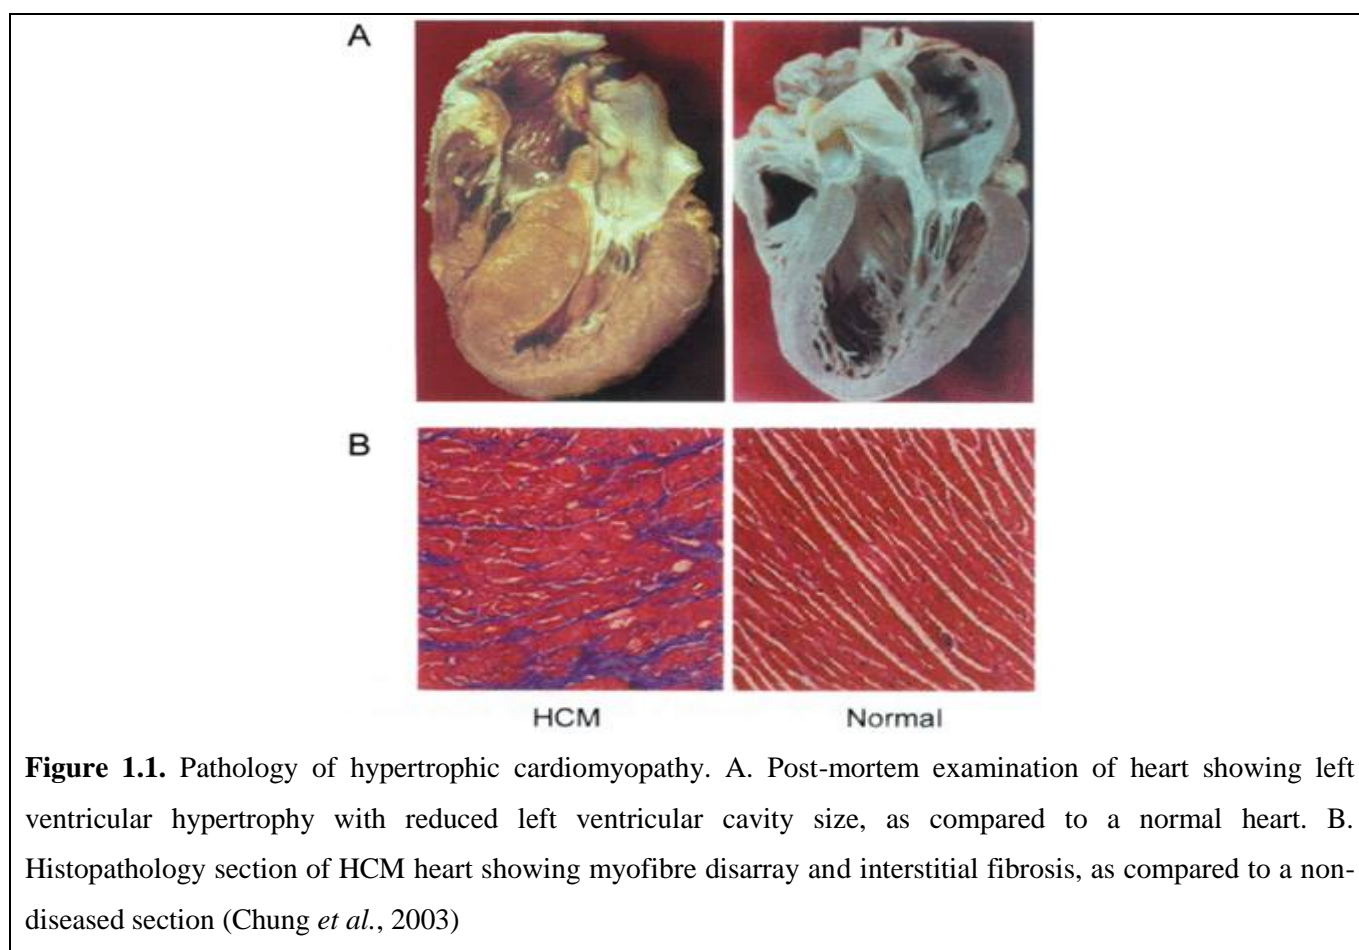 A
B
HCM Normal
Figure 1.1. Pathology of hypertrophic cardiomyopathy. A. Post-mortem examination of heart showing left
ventricular hypertrophy with reduced left ventricular cavity size, as compared to a normal heart. B.
Histopathology section of HCM heart showing myofibre disarray and interstitial fibrosis, as compared to a non-
diseased section (Chung et al., 2003)